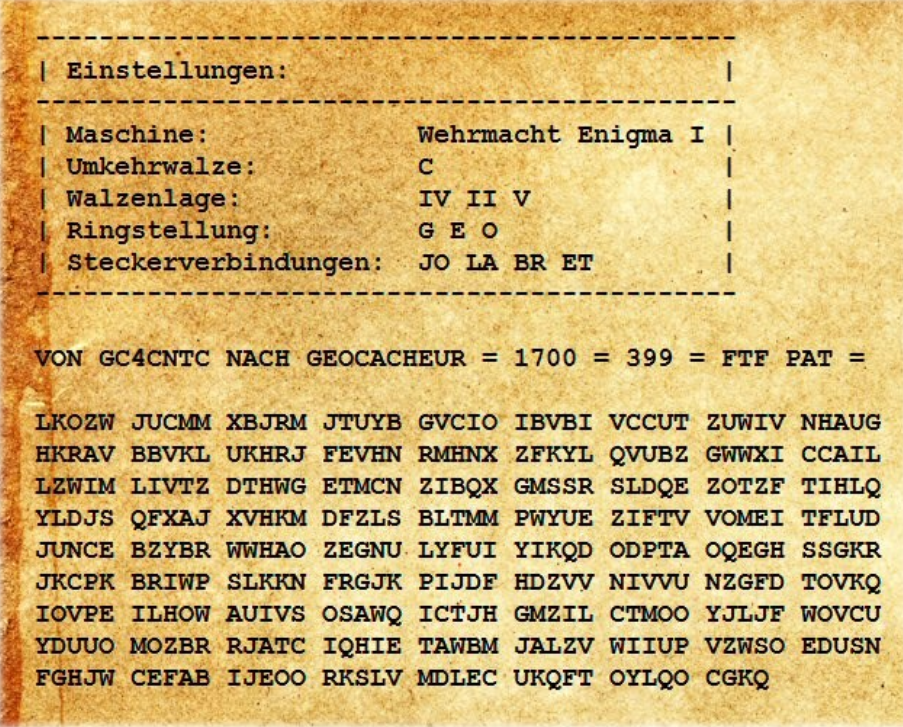 ----------------------------------------------
| Einstellungen: |
----------------------------------------------
| Maschine: Wehrmacht Enigma I |
| Umkehrwalze: C |
| Walzenlage: IV II V |
| Ringstellung: G E O |
| Steckerverbindungen: JO LA BR ET |
----------------------------------------------
VON GC4CNTC NACH GEOCACHEUR = 1700 = 399 = FTF PAT =
LKOZW JUCMM XBJRM JTUYB GVCIO IBVBI VCCUT ZUWIV NHAUG
HKRAV BBVKL UKHRJ FEVHN RMHNX ZFKYL QVUBZ GWWXI CCAIL
LZWIM LIVTZ DTHWG ETMCN ZIBQX GMSSR SLDQE ZOTZF TIHLQ
YLDJS QFXAJ XVHKM DFZLS BLTMM PWYUE ZIFTV VOMEI TFLUD
JUNCE BZYBR WWHAO ZEGNU LYFUI YIKQD ODPTA OQEGH SSGKR
JKCPK BRIWP SLKKN FRGJK PIJDF HDZVV NIVVU NZGFD TOVKQ
IOVPE ILHOW AUIVS OSAWQ ICTJH GMZIL CTMOO YJLJF WOVCU
YDUUO MOZBR RJATC IQHIE TAWBM JALZV WIIUP VZWSO EDUSN
FGHJW CEFAB IJEOO RKSLV MDLEC UKQFT OYLQO CGKQ